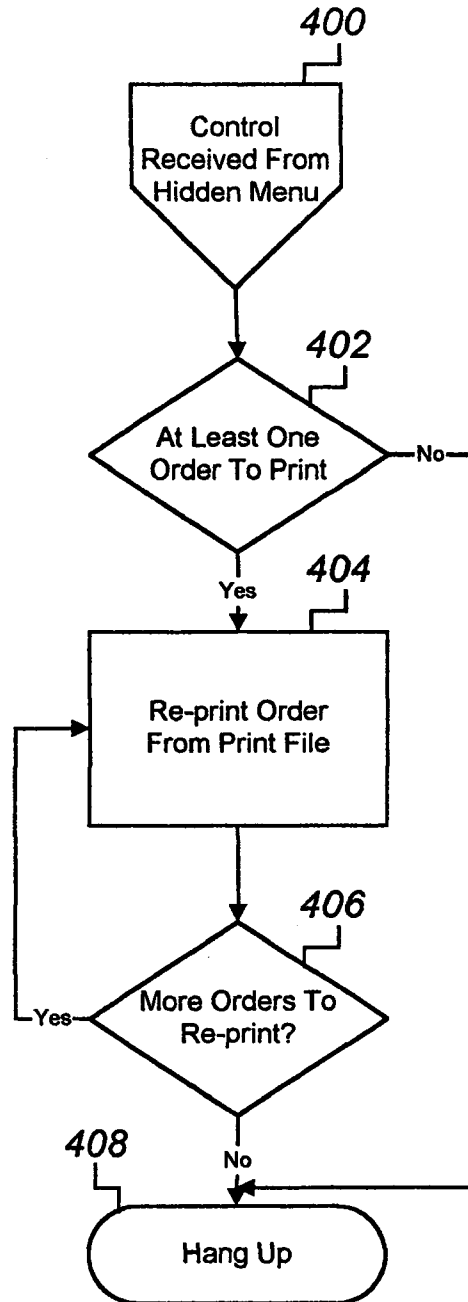 400
Control
Received From
Hidden Menu
402
At Least One
Order To Print
No
Yes
404
Re-print Order
From Print File
406
More Orders To
Re-print?
Yes
No
408
Hang Up